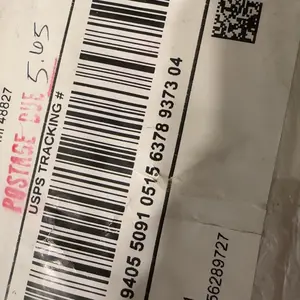 MI 48827
POSTAGE DUE 5.65
USPS TRACKING #
9405 5091 0515 6378 9373 04
56289727